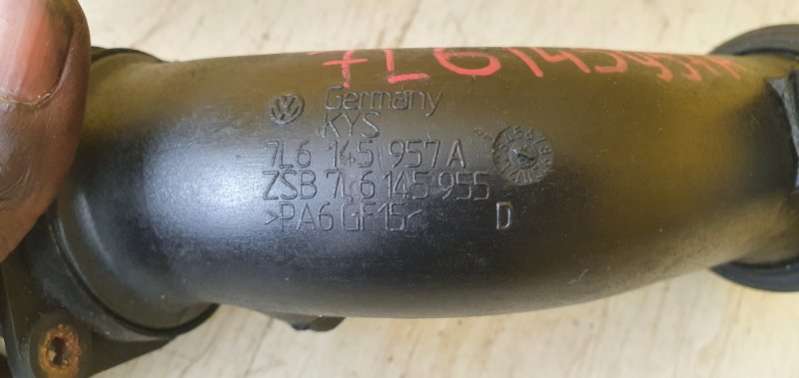 7L6145957A
Germany
KYS
7L6 145 957 A
ZSB 7L6 145 955
>PA6 GF15< D